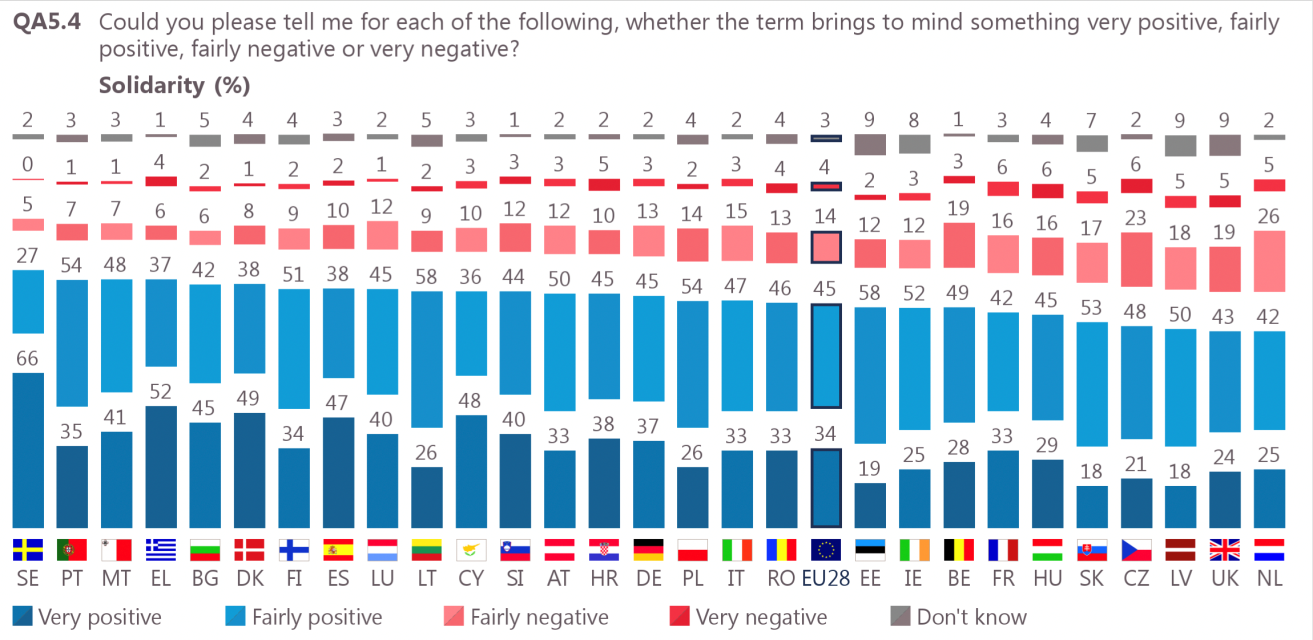 QA5.4 Could you please tell me for each of the following, whether the term brings to mind something very positive, fairly
positive, fairly negative or very negative?
Solidarity (%)
2 3 3 1 5 4 4 3 2 5 3 1 2 2 2 4 2 4 3 9 8 1 3 4 7 2 9 9 2
0 1 1 4 2 1 2 2 1 2 3 3 3 5 3 2 3 4 4 2 3 3 6 6 5 6 5 5 5
5 7 7 6 6 8 9 10 12 9 10 12 12 10 13 14 15 13 14 12 12 19 16 16 17 23 18 19 26
27 54 48 37 42 38 51 38 45 58 36 44 50 45 45 54 47 46 45 58 52 49 42 45 53 48 50 43 42
66 35 41 52 45 49 34 47 40 26 48 40 33 38 37 26 33 33 34 19 25 28 33 29 18 21 18 24 25
SE PT MT EL BG DK FI ES LU LT CY SI AT HR DE PL IT RO EU28 EE IE BE FR HU SK CZ LV UK NL
Very positive Fairly positive Fairly negative Very negative Don't know